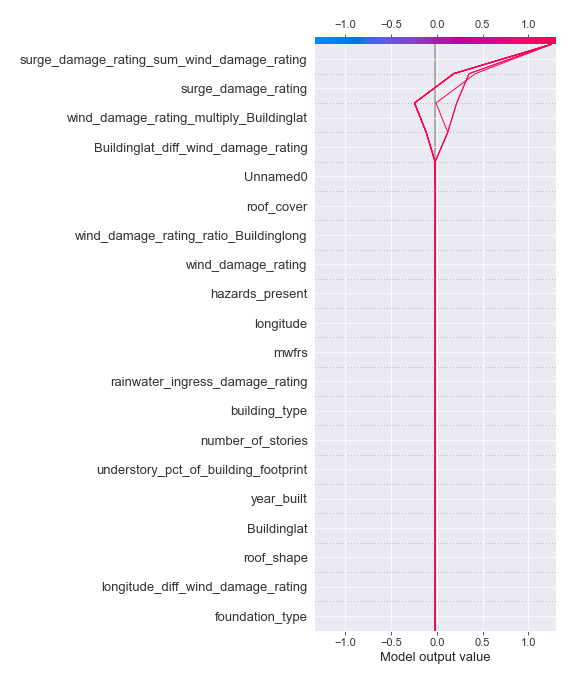 −1.0 −0.5 0.0 0.5 1.0
surge_damage_rating_sum_wind_damage_rating
surge_damage_rating
wind_damage_rating_multiply_Buildinglat
Buildinglat_diff_wind_damage_rating
Unnamed0
roof_cover
wind_damage_rating_ratio_Buildinglong
wind_damage_rating
hazards_present
longitude
mwfrs
rainwater_ingress_damage_rating
building_type
number_of_stories
understory_pct_of_building_footprint
year_built
Buildinglat
roof_shape
longitude_diff_wind_damage_rating
foundation_type
−1.0 −0.5 0.0 0.5 1.0
Model output value